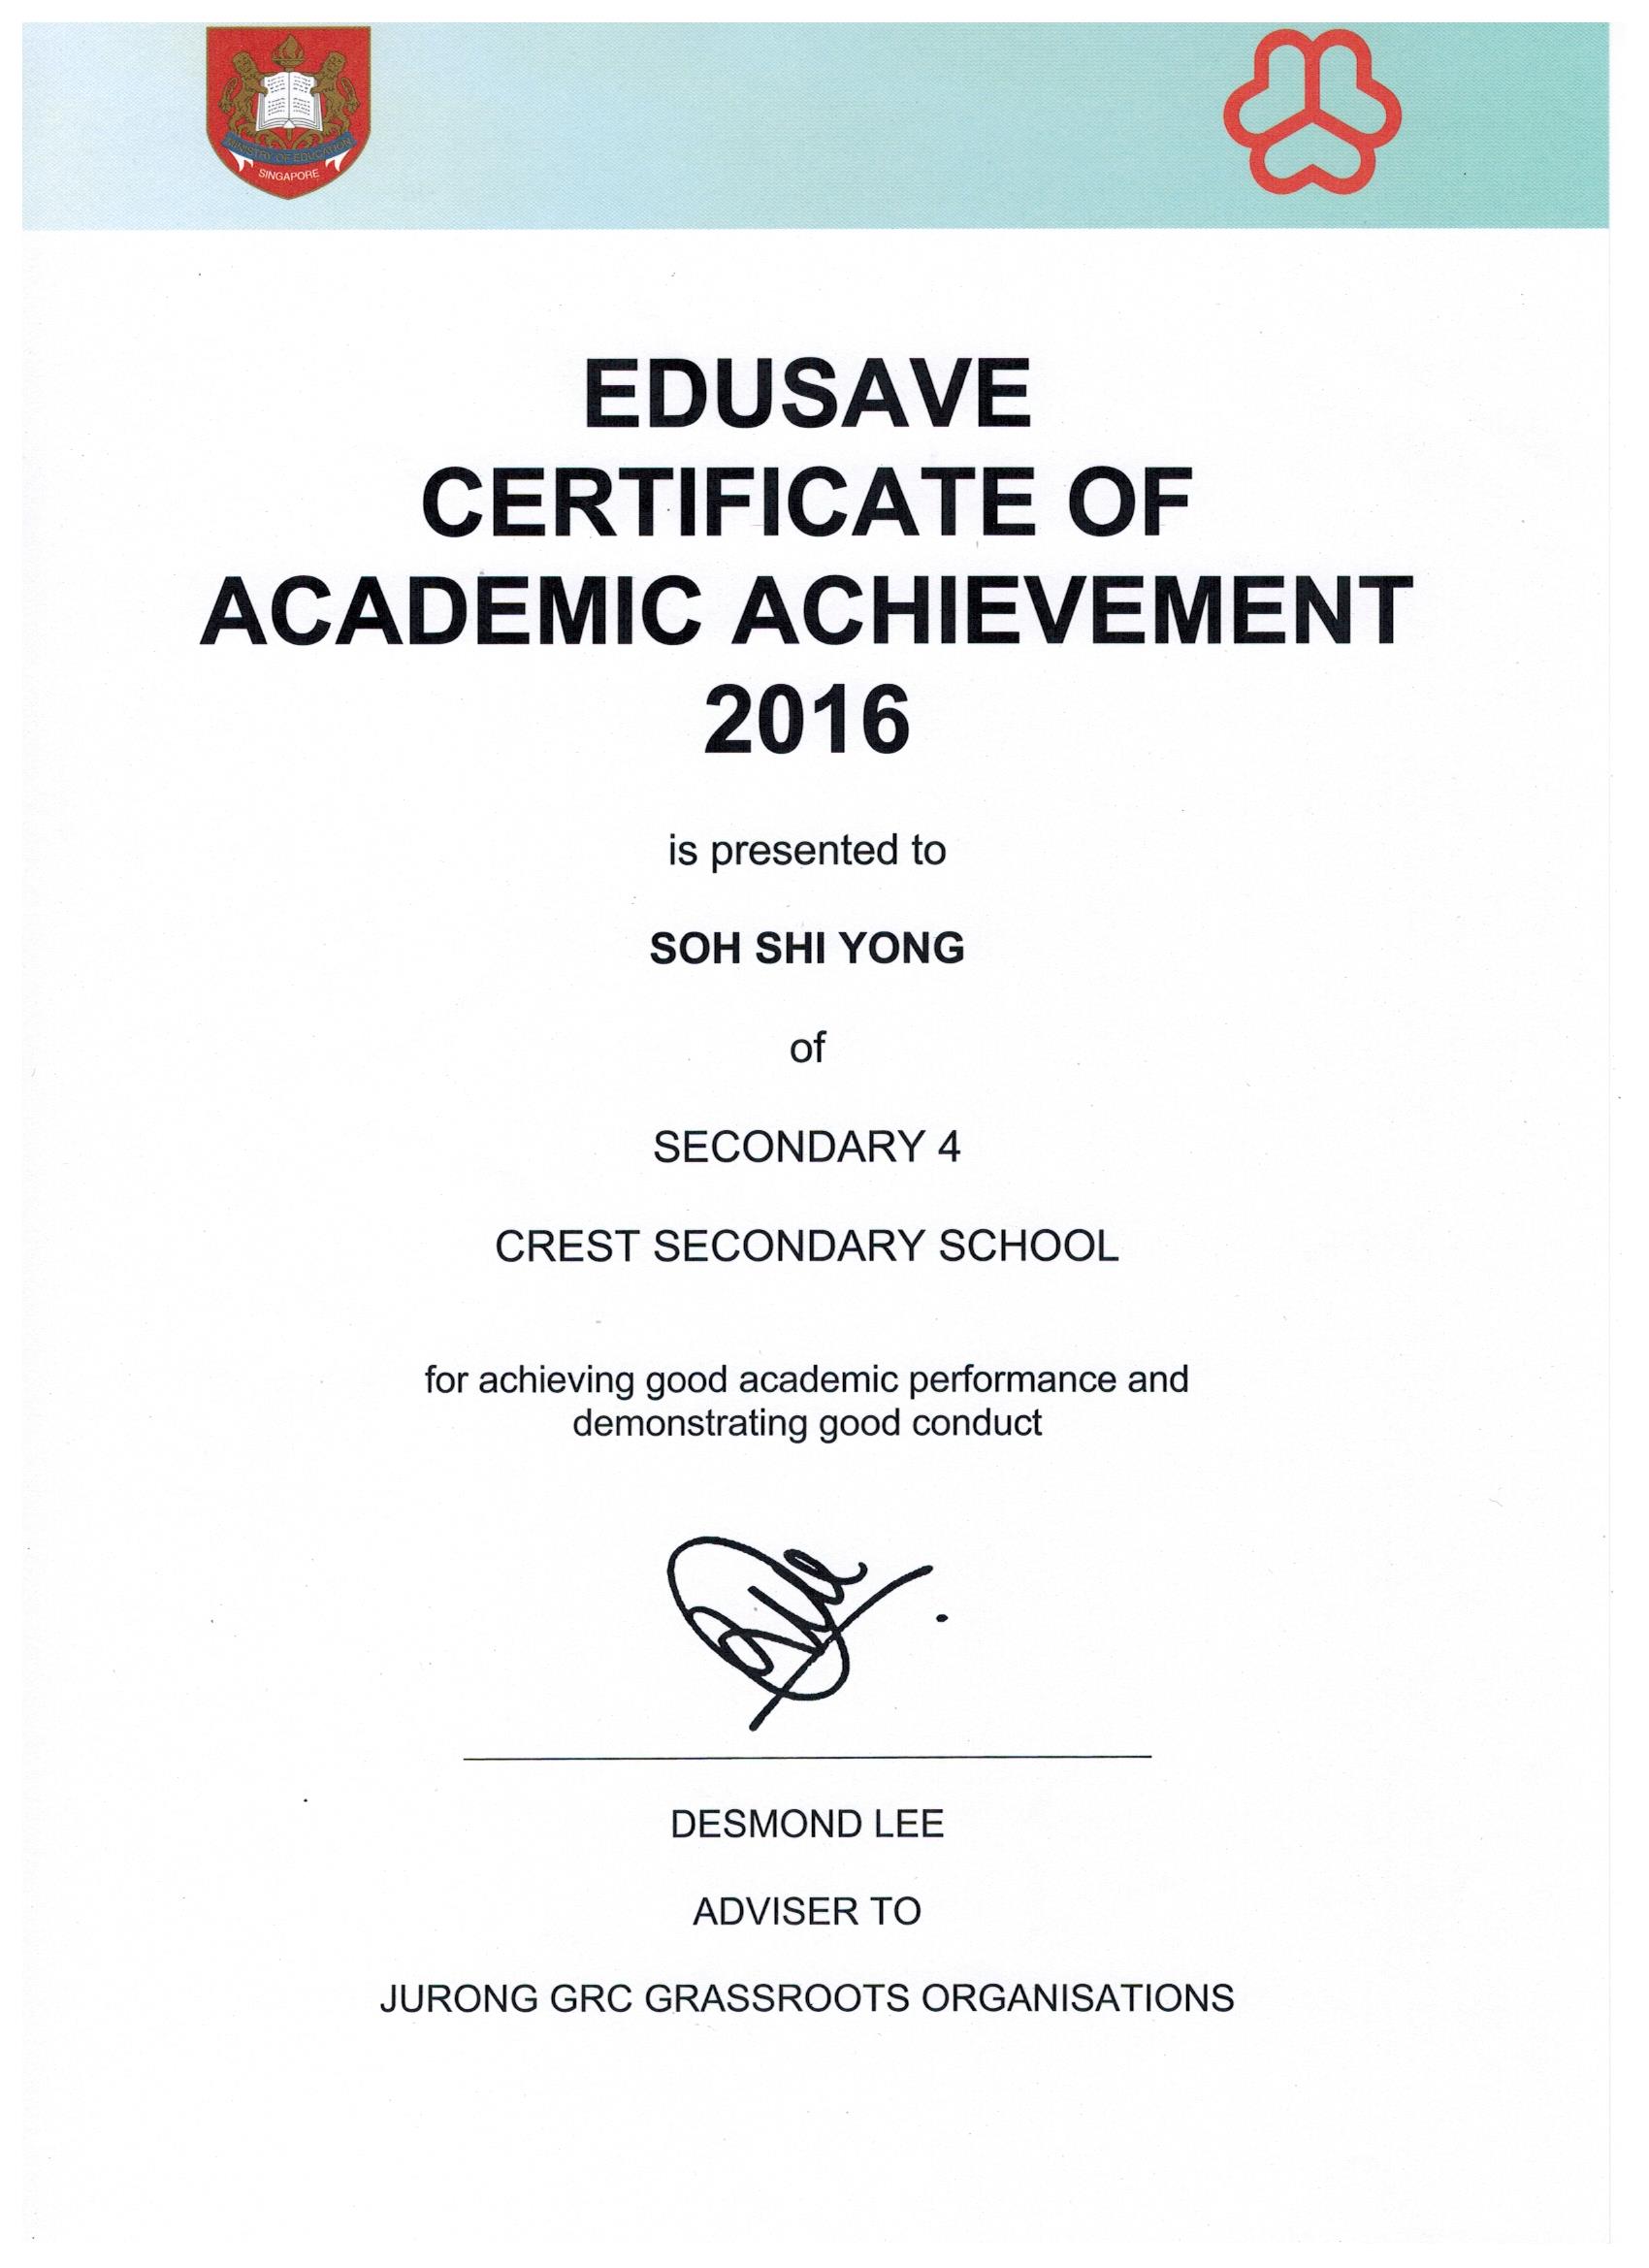 MINISTRY OF EDUCATION
SINGAPORE
EDUSAVE
CERTIFICATE OF
ACADEMIC ACHIEVEMENT
2016
is presented to
SOH SHI YONG
of
SECONDARY 4
CREST SECONDARY SCHOOL
for achieving good academic performance and
demonstrating good conduct
DESMOND LEE
ADVISER TO
JURONG GRC GRASSROOTS ORGANISATIONS